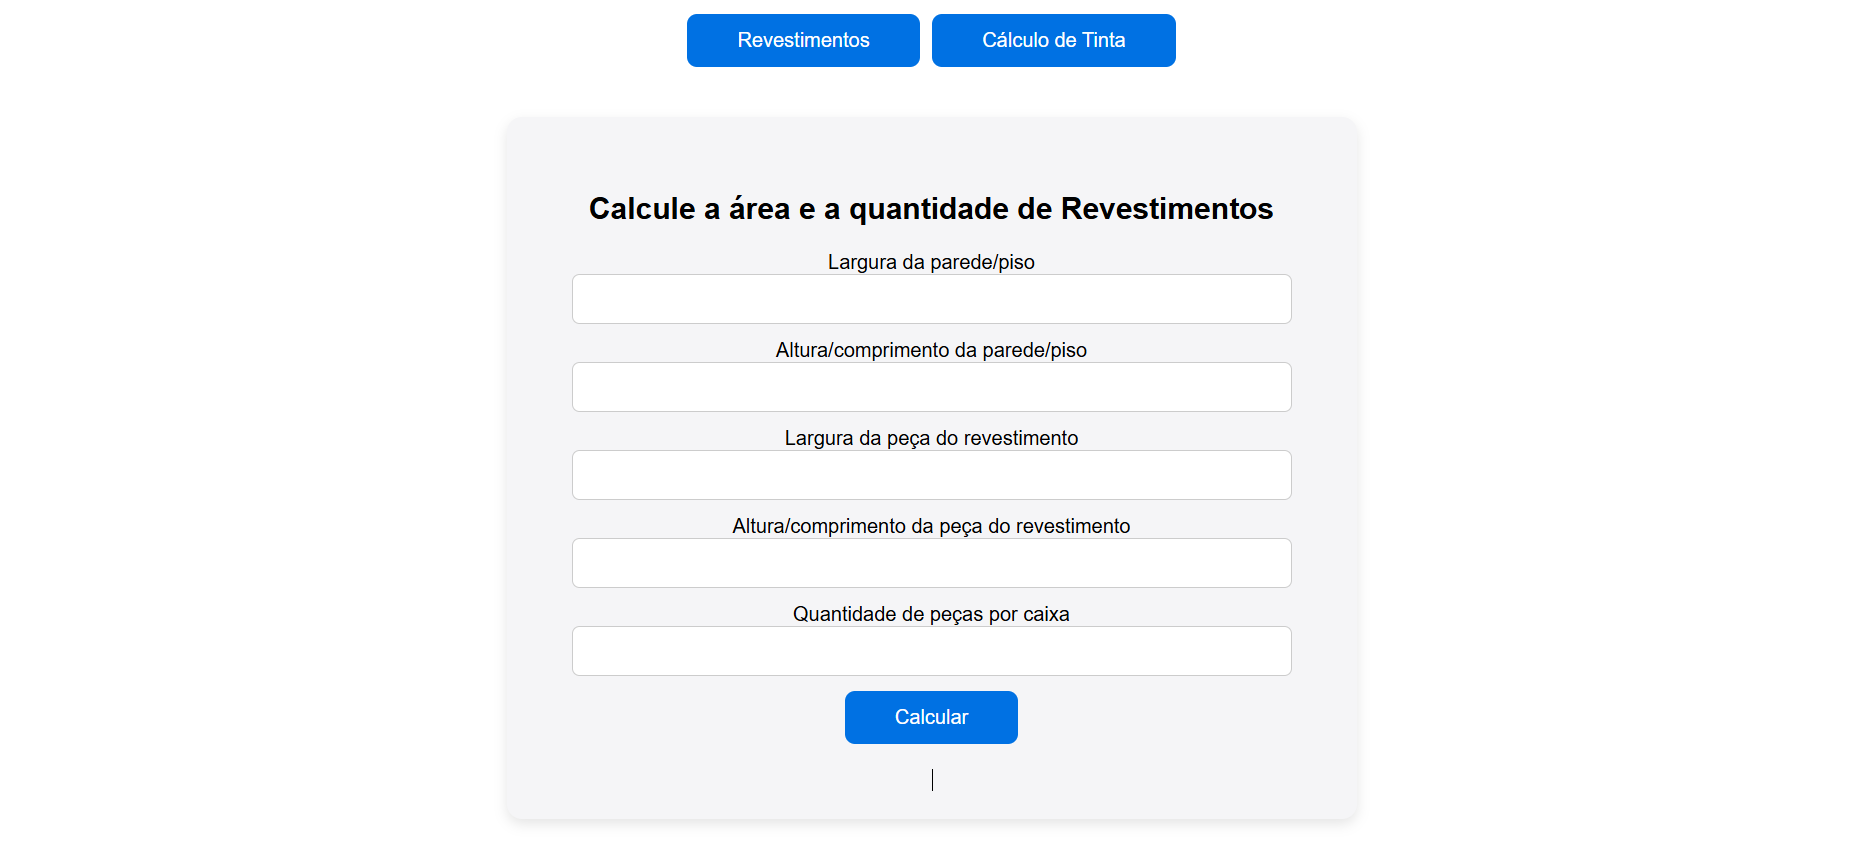 Revestimentos
Cálculo de Tinta
Calcule a área e a quantidade de Revestimentos
Largura da parede/piso
Altura/comprimento da parede/piso
Largura da peça do revestimento
Altura/comprimento da peça do revestimento
Quantidade de peças por caixa
Calcular